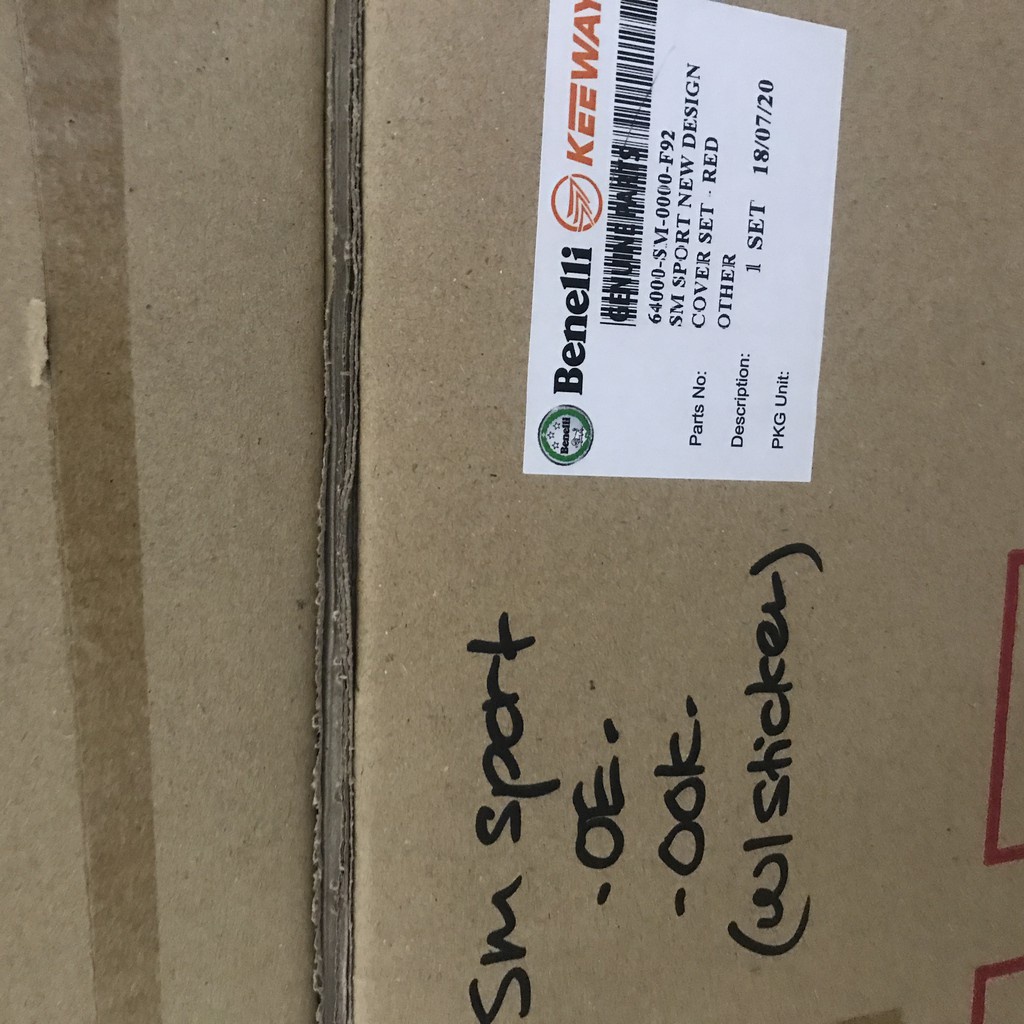 Benelli
Benelli KEEWAY
GENUINE PARTS
Parts No: 64000-SM-0000-F92
SM SPORT NEW DESIGN
Description: COVER SET - RED
OTHER
PKG Unit: 1 SET 18/07/20
Sm Sport
-OE.
-OOK.
(w/sticker)